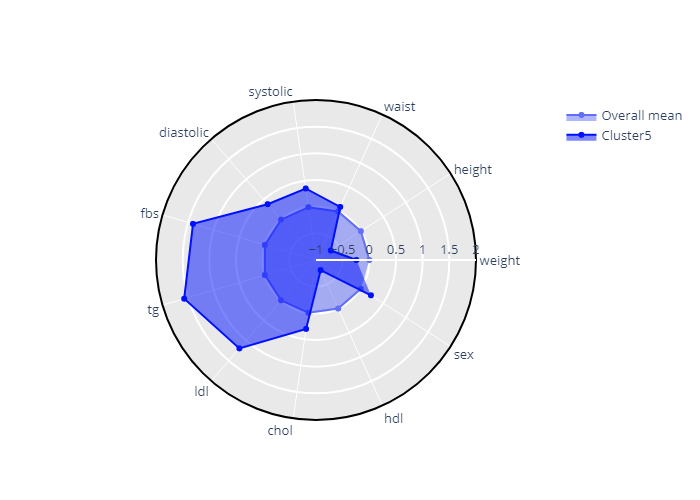 systolic
waist
diastolic
height
fbs
−1 −0.5 0 0.5 1 1.5 2
weight
tg
sex
ldl
hdl
chol
Overall mean
Cluster5